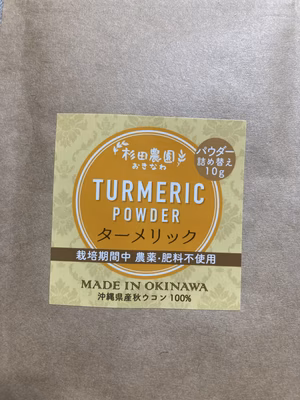 杉田農園
おきなわ
パウダー
詰め替え
10g
TURMERIC
POWDER
ターメリック
栽培期間中 農薬・肥料不使用
MADE IN OKINAWA
沖縄県産秋ウコン100%